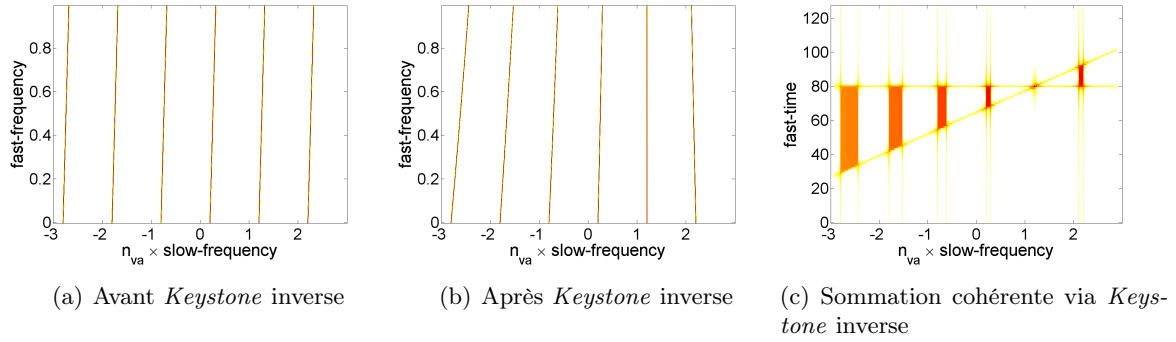 0.8
0.6
0.4
0.2
0
fast-frequency
-3 -2 -1 0 1 2
n_va × slow-frequency
(a) Avant Keystone inverse
0.8
0.6
0.4
0.2
0
fast-frequency
-3 -2 -1 0 1 2
n_va × slow-frequency
(b) Après Keystone inverse
120
100
80
60
40
20
0
fast-time
-3 -2 -1 0 1 2
n_va × slow-frequency
(c) Sommation cohérente via Keys-
tone inverse